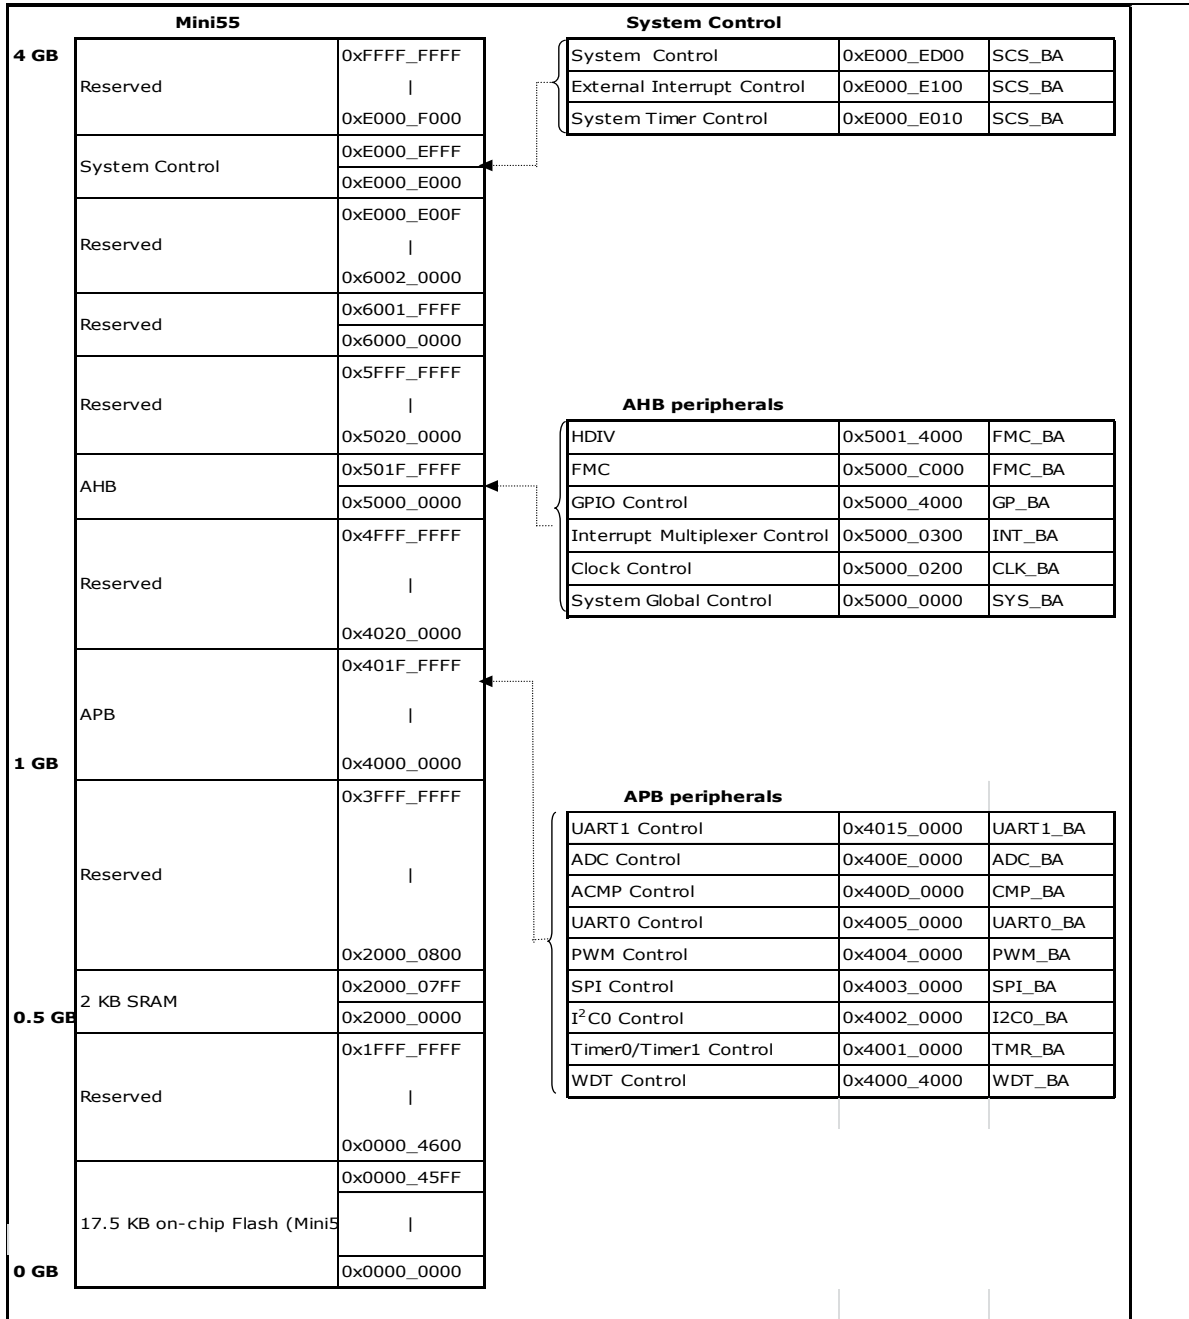 Mini55 System Control
4 GB
Reserved
0xFFFF_FFFF
|
0xE000_F000
System Control
0xE000_EFFF
0xE000_E000
Reserved
0xE000_E00F
|
0x6002_0000
Reserved
0x6001_FFFF
0x6000_0000
Reserved
0x5FFF_FFFF
|
0x5020_0000
AHB
0x501F_FFFF
0x5000_0000
Reserved
0x4FFF_FFFF
|
0x4020_0000
APB
0x401F_FFFF
|
1 GB 0x4000_0000
Reserved
0x3FFF_FFFF
|
0x2000_0800
2 KB SRAM
0x2000_07FF
0.5 GB 0x2000_0000
Reserved
0x1FFF_FFFF
|
0x0000_4600
0x0000_45FF
17.5 KB on-chip Flash (Mini5 |
0 GB 0x0000_0000
System Control 0xE000_ED00 SCS_BA
External Interrupt Control 0xE000_E100 SCS_BA
System Timer Control 0xE000_E010 SCS_BA
AHB peripherals
HDIV 0x5001_4000 FMC_BA
FMC 0x5000_C000 FMC_BA
GPIO Control 0x5000_4000 GP_BA
Interrupt Multiplexer Control 0x5000_0300 INT_BA
Clock Control 0x5000_0200 CLK_BA
System Global Control 0x5000_0000 SYS_BA
APB peripherals
UART1 Control 0x4015_0000 UART1_BA
ADC Control 0x400E_0000 ADC_BA
ACMP Control 0x400D_0000 CMP_BA
UART0 Control 0x4005_0000 UART0_BA
PWM Control 0x4004_0000 PWM_BA
SPI Control 0x4003_0000 SPI_BA
I²C0 Control 0x4002_0000 I2C0_BA
Timer0/Timer1 Control 0x4001_0000 TMR_BA
WDT Control 0x4000_4000 WDT_BA